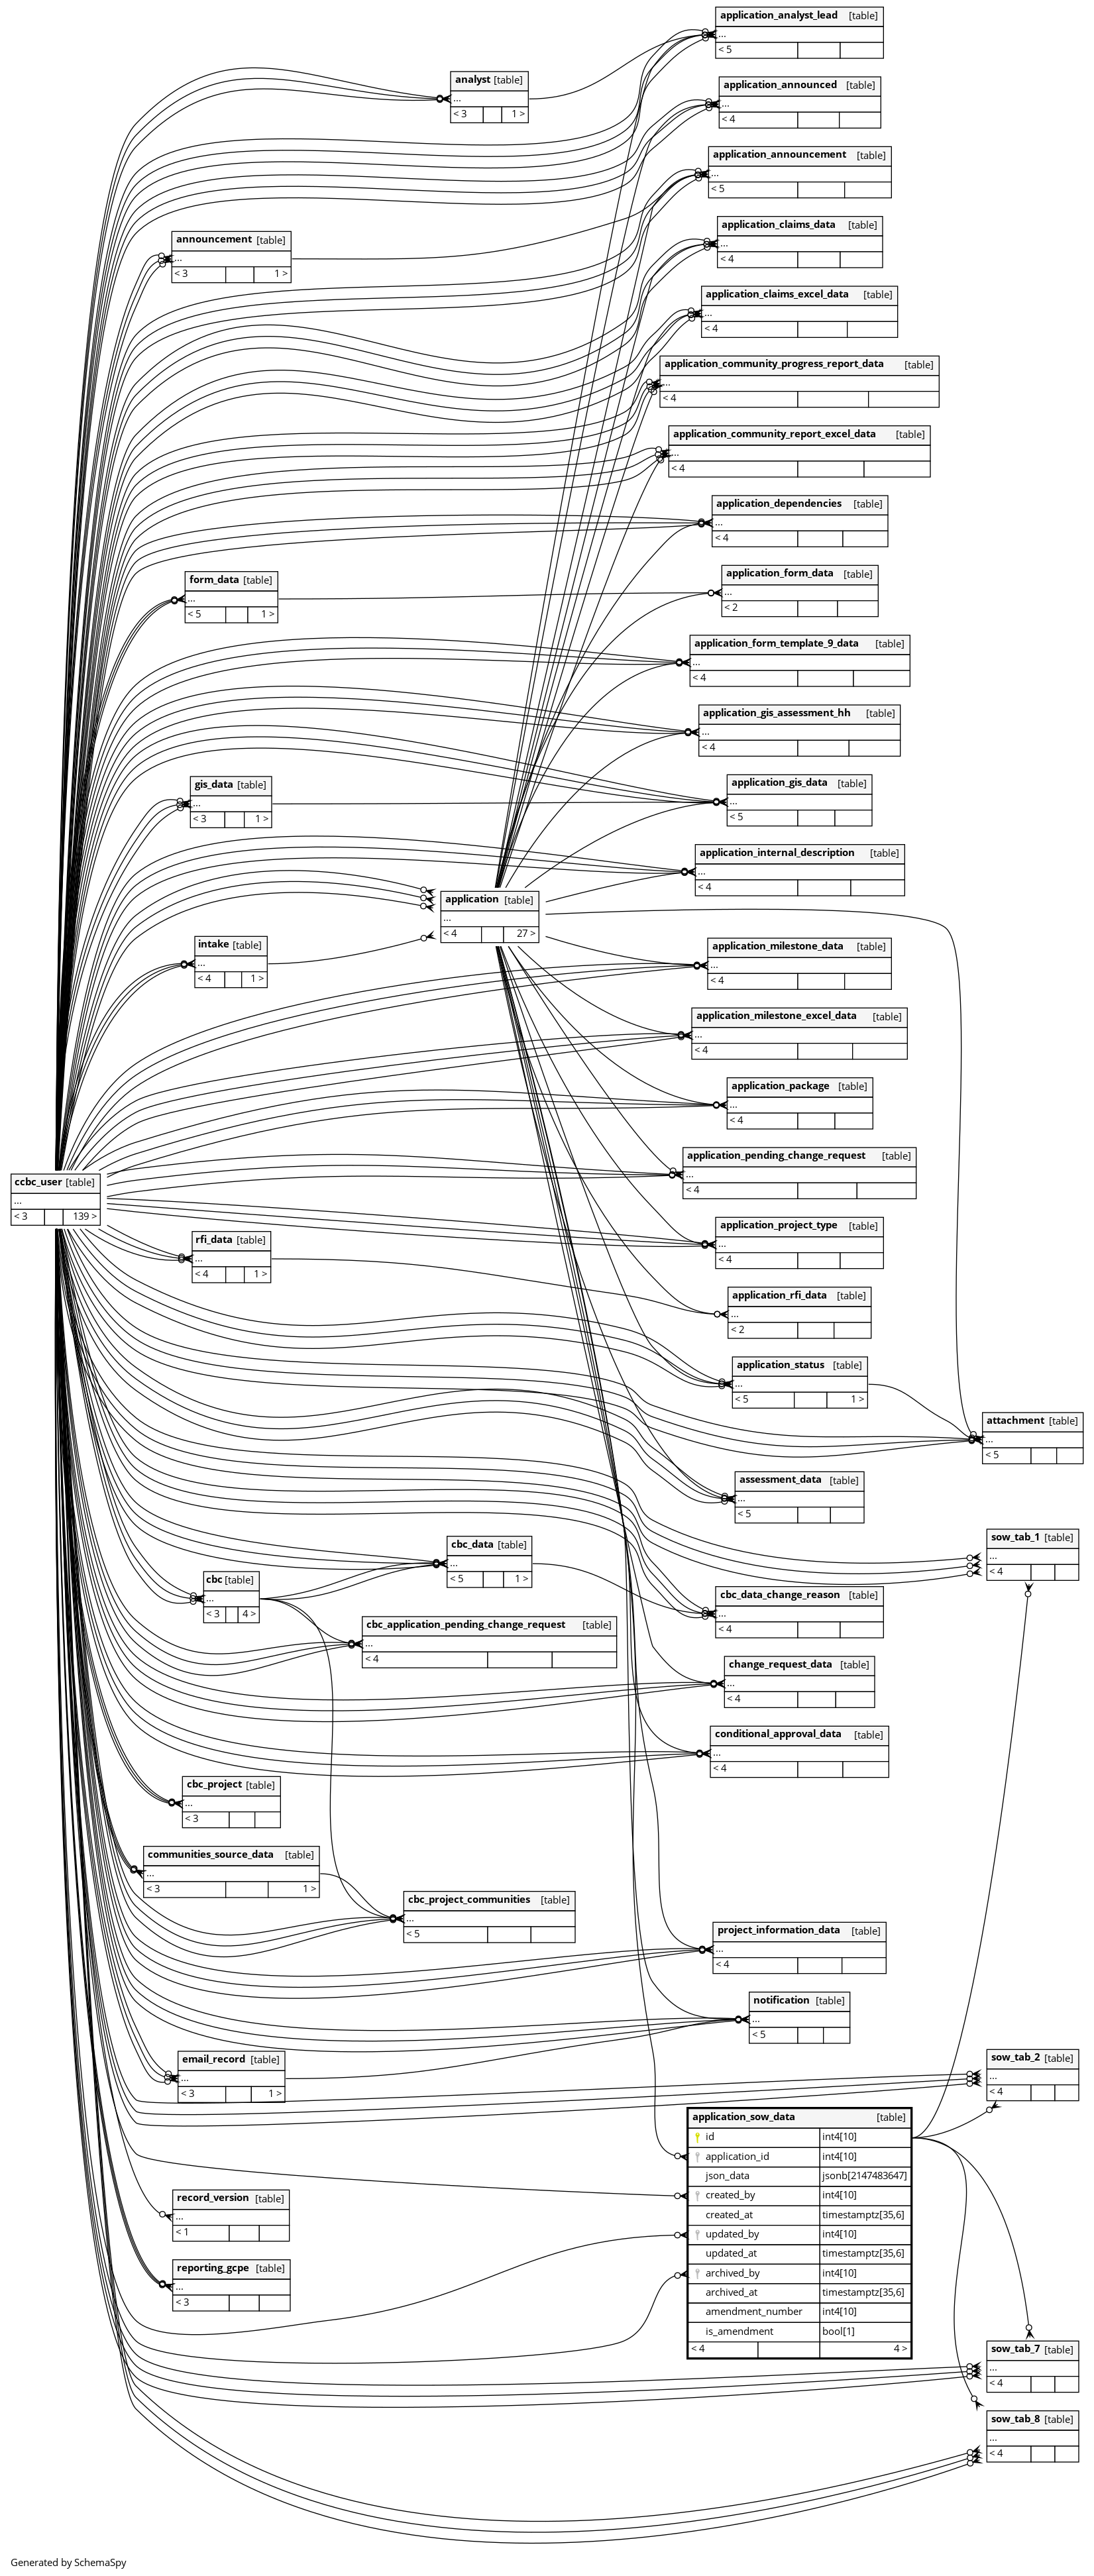 application_analyst_lead [table]
...
< 5
analyst [table]
...
< 3 1 >
application_announced [table]
...
< 4
application_announcement [table]
...
< 5
announcement [table]
...
< 3 1 >
application_claims_data [table]
...
< 4
application_claims_excel_data [table]
...
< 4
application_community_progress_report_data [table]
...
< 4
application_community_report_excel_data [table]
...
< 4
application_dependencies [table]
...
< 4
form_data [table]
...
< 5 1 >
application_form_data [table]
...
< 2
application_form_template_9_data [table]
...
< 4
application_gis_assessment_hh [table]
...
< 4
gis_data [table]
...
< 3 1 >
application_gis_data [table]
...
< 5
application_internal_description [table]
...
< 4
application [table]
...
< 4 27 >
intake [table]
...
< 4 1 >
application_milestone_data [table]
...
< 4
application_milestone_excel_data [table]
...
< 4
application_package [table]
...
< 4
application_pending_change_request [table]
...
< 4
ccbc_user [table]
...
< 3 139 >
application_project_type [table]
...
< 4
rfi_data [table]
...
< 4 1 >
application_rfi_data [table]
...
< 2
application_status [table]
...
< 5 1 >
attachment [table]
...
< 5
assessment_data [table]
...
< 5
cbc_data [table]
...
< 5 1 >
sow_tab_1 [table]
...
< 4
cbc [table]
...
< 3 4 >
cbc_data_change_reason [table]
...
< 4
cbc_application_pending_change_request [table]
...
< 4
change_request_data [table]
...
< 4
conditional_approval_data [table]
...
< 4
cbc_project [table]
...
< 3
communities_source_data [table]
...
< 3 1 >
cbc_project_communities [table]
...
< 5
project_information_data [table]
...
< 4
notification [table]
...
< 5
email_record [table]
...
< 3 1 >
sow_tab_2 [table]
...
< 4
application_sow_data [table]
id int4[10]
application_id int4[10]
json_data jsonb[2147483647]
created_by int4[10]
created_at timestamptz[35,6]
updated_by int4[10]
updated_at timestamptz[35,6]
archived_by int4[10]
archived_at timestamptz[35,6]
amendment_number int4[10]
is_amendment bool[1]
< 4 4 >
record_version [table]
...
< 1
reporting_gcpe [table]
...
< 3
sow_tab_7 [table]
...
< 4
sow_tab_8 [table]
...
< 4
Generated by SchemaSpy